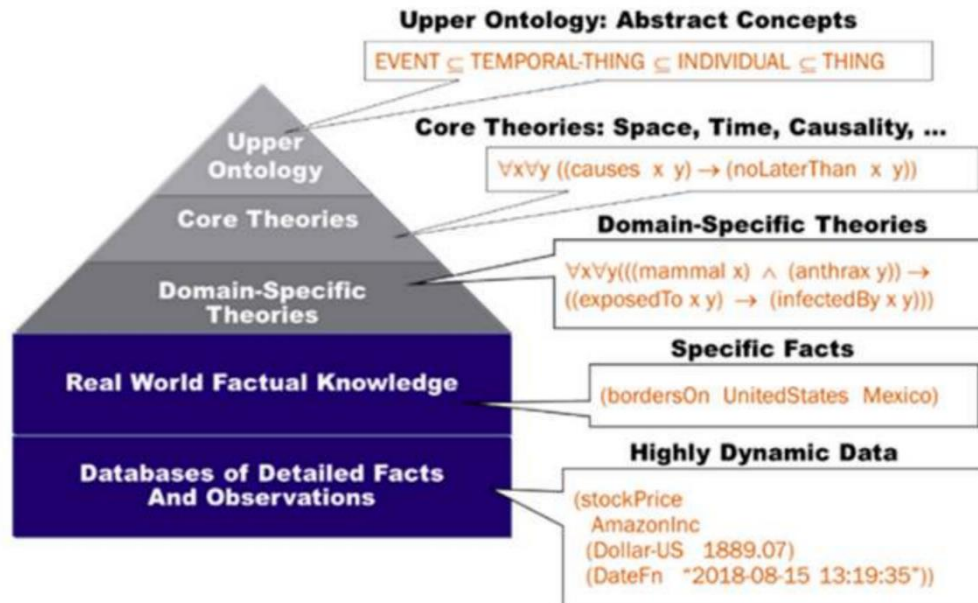 Upper Ontology: Abstract Concepts
EVENT ⊆ TEMPORAL-THING ⊆ INDIVIDUAL ⊆ THING
Upper
Ontology
Core Theories: Space, Time, Causality, ...
∀x∀y ((causes x y) → (noLaterThan x y))
Core Theories
Domain-Specific Theories
∀x∀y(((mammal x) ∧ (anthrax y)) →
((exposedTo x y) → (infectedBy x y)))
Domain-Specific
Theories
Specific Facts
(bordersOn UnitedStates Mexico)
Real World Factual Knowledge
Highly Dynamic Data
(stockPrice
AmazonInc
(Dollar-US 1889.07)
(DateFn “2018-08-15 13:19:35”))
Databases of Detailed Facts
And Observations